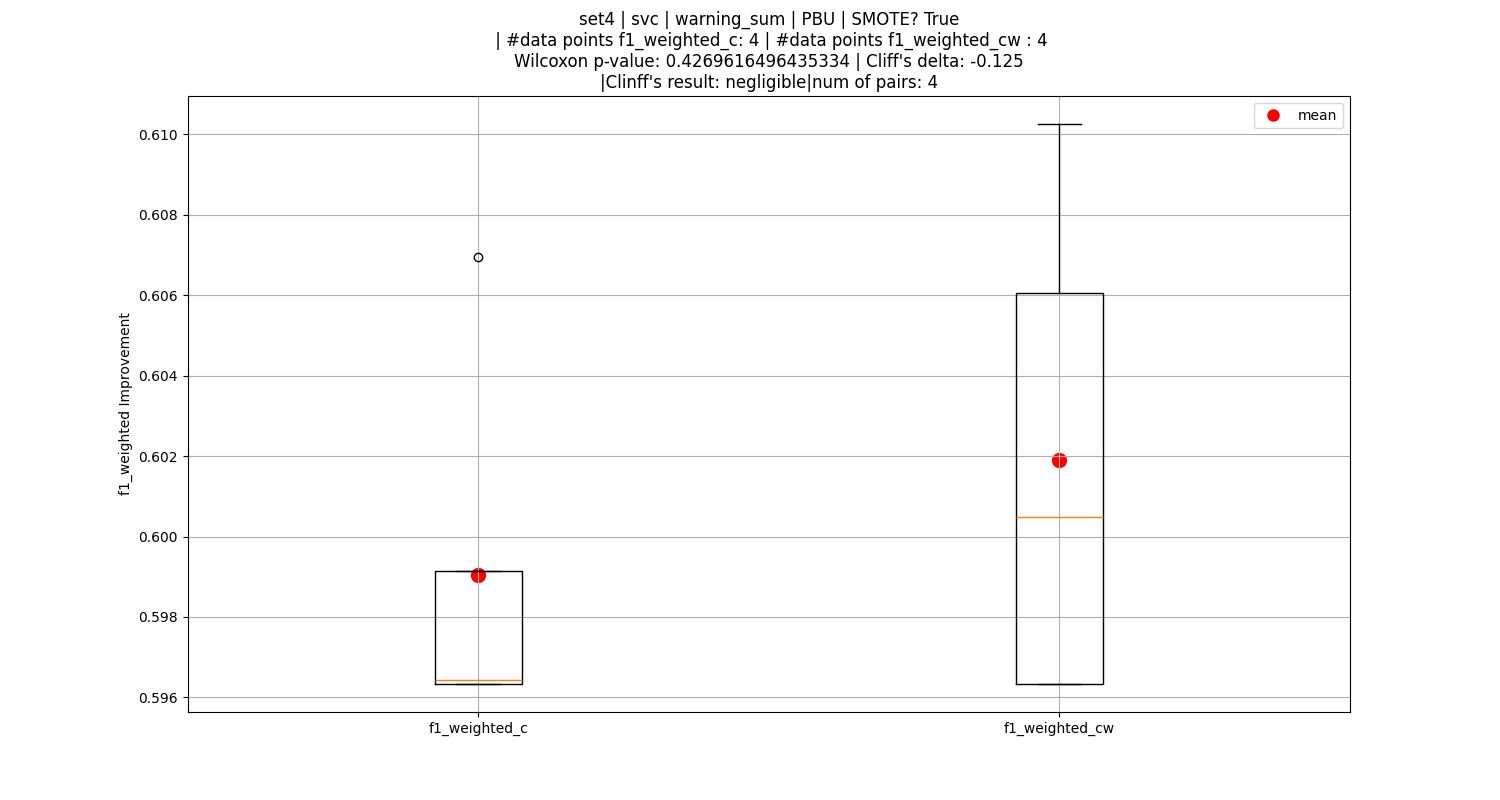 set4 | svc | warning_sum | PBU | SMOTE? True
| #data points f1_weighted_c: 4 | #data points f1_weighted_cw : 4
Wilcoxon p-value: 0.4269616496435334 | Cliff's delta: -0.125
|Clinff's result: negligible|num of pairs: 4
mean
0.610
0.608
0.606
0.604
0.602
0.600
0.598
0.596
f1_weighted Improvement
f1_weighted_c
f1_weighted_cw